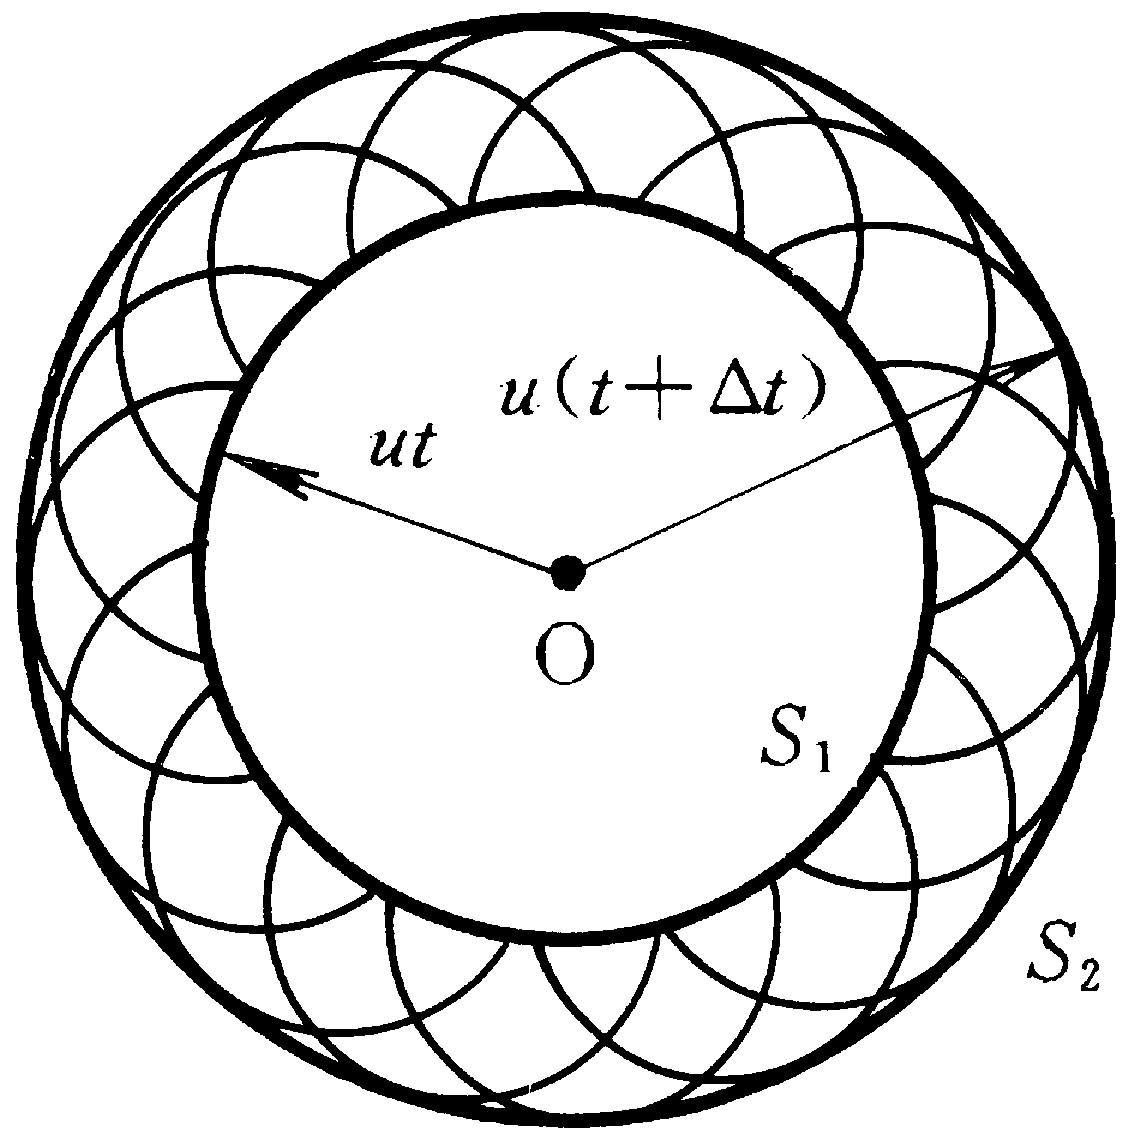 u(t+Δt)
ut
O
S₁
S₂